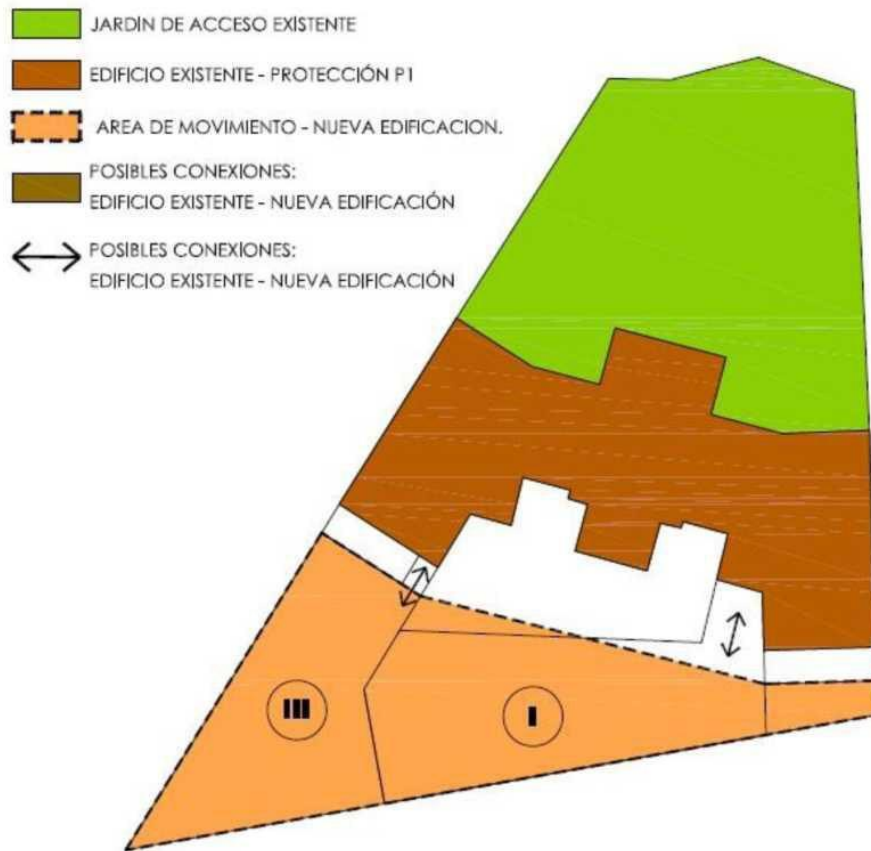 JARDIN DE ACCESO EXISTENTE
EDIFICIO EXISTENTE - PROTECCIÓN P1
AREA DE MOVIMIENTO - NUEVA EDIFICACION.
POSIBLES CONEXIONES:
EDIFICIO EXISTENTE - NUEVA EDIFICACIÓN
POSIBLES CONEXIONES:
EDIFICIO EXISTENTE - NUEVA EDIFICACIÓN
III
I